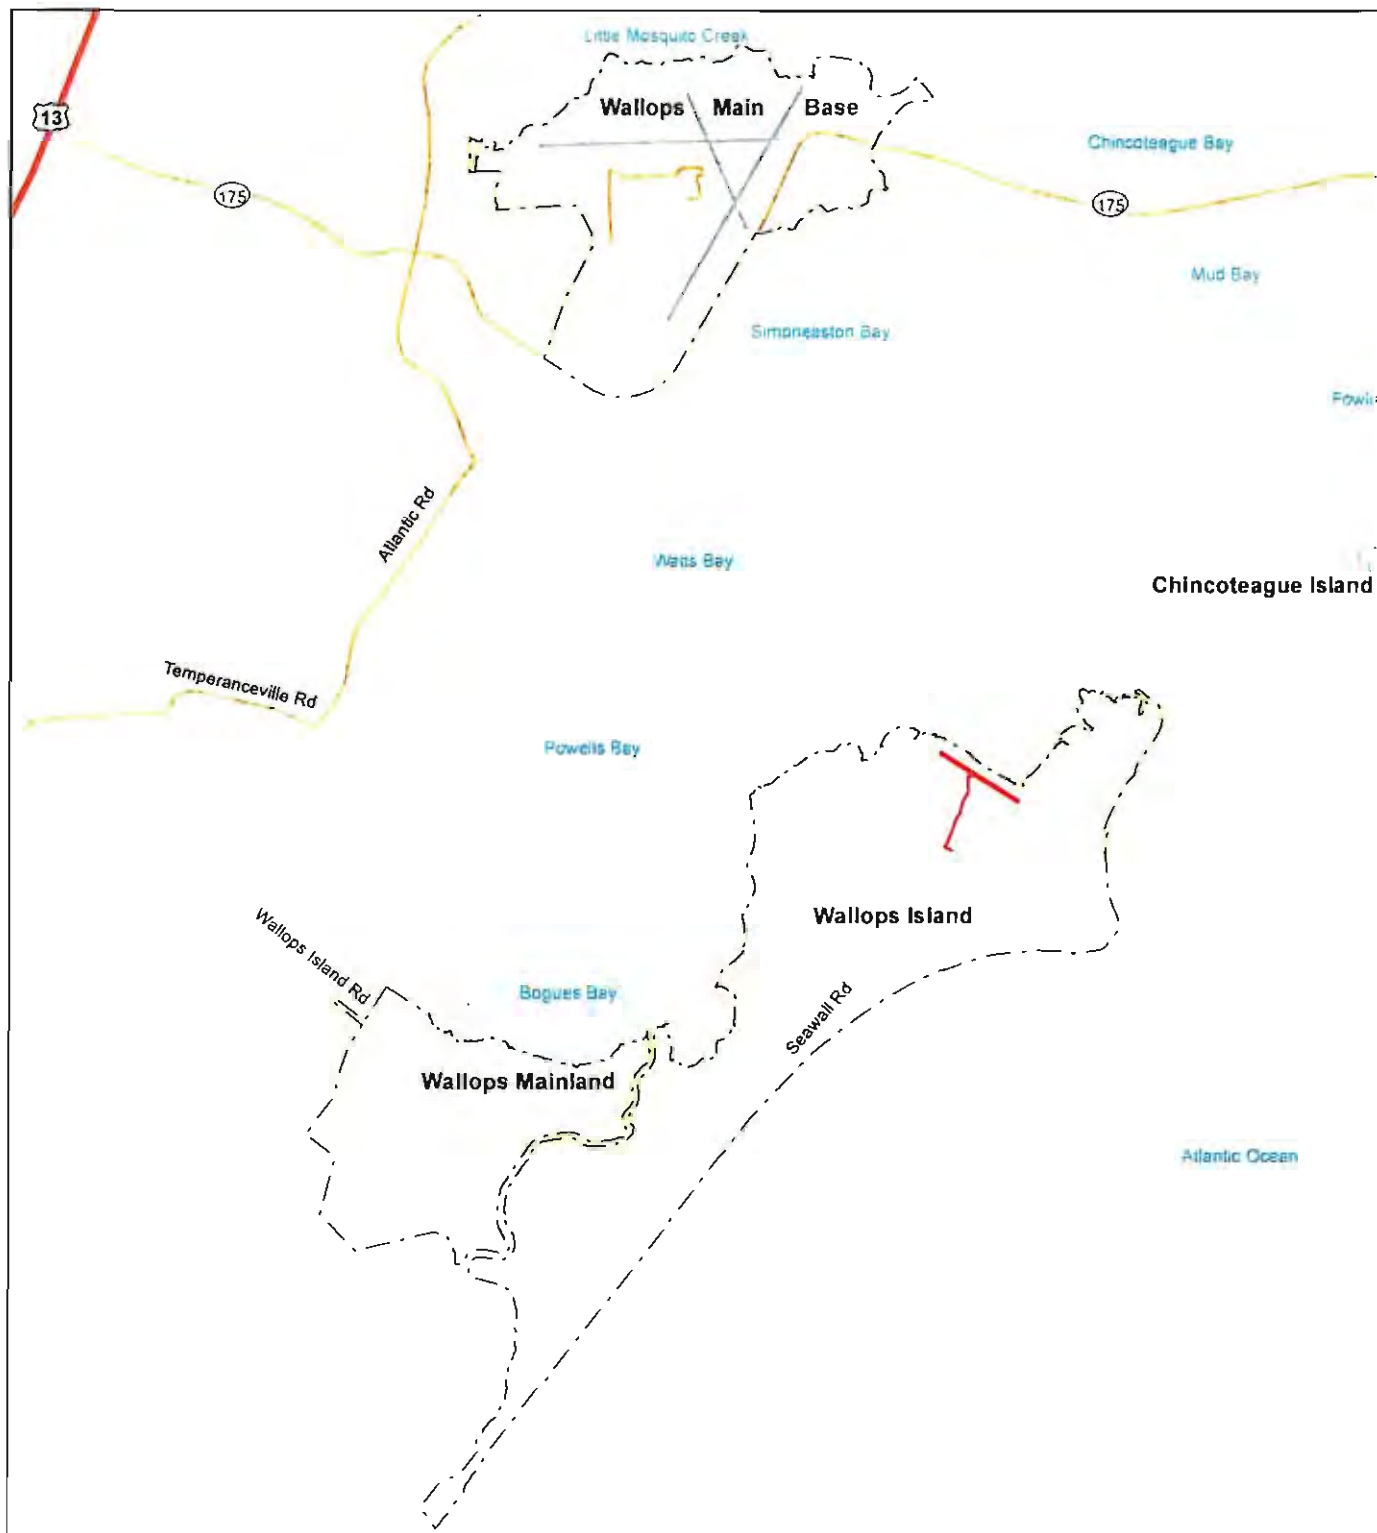 Little Mosquito Creek
Wallops Main Base
13
Chincoteague Bay
175
175
Mud Bay
Simoneaston Bay
Atlantic Rd
Watts Bay
Chincoteague Island
Temperanceville Rd
Powells Bay
Wallops Island
Wallops Island Rd
Bogues Bay
Seawall Rd
Wallops Mainland
Atlantic Ocean